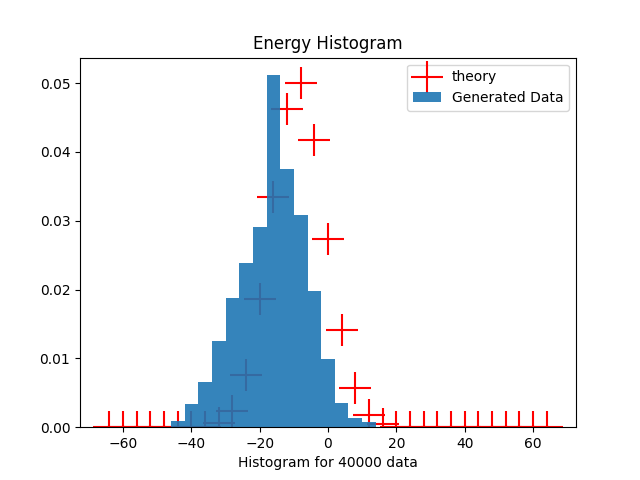 Energy Histogram
theory
Generated Data
0.05
0.04
0.03
0.02
0.01
0.00
−60 −40 −20 0 20 40 60
Histogram for 40000 data